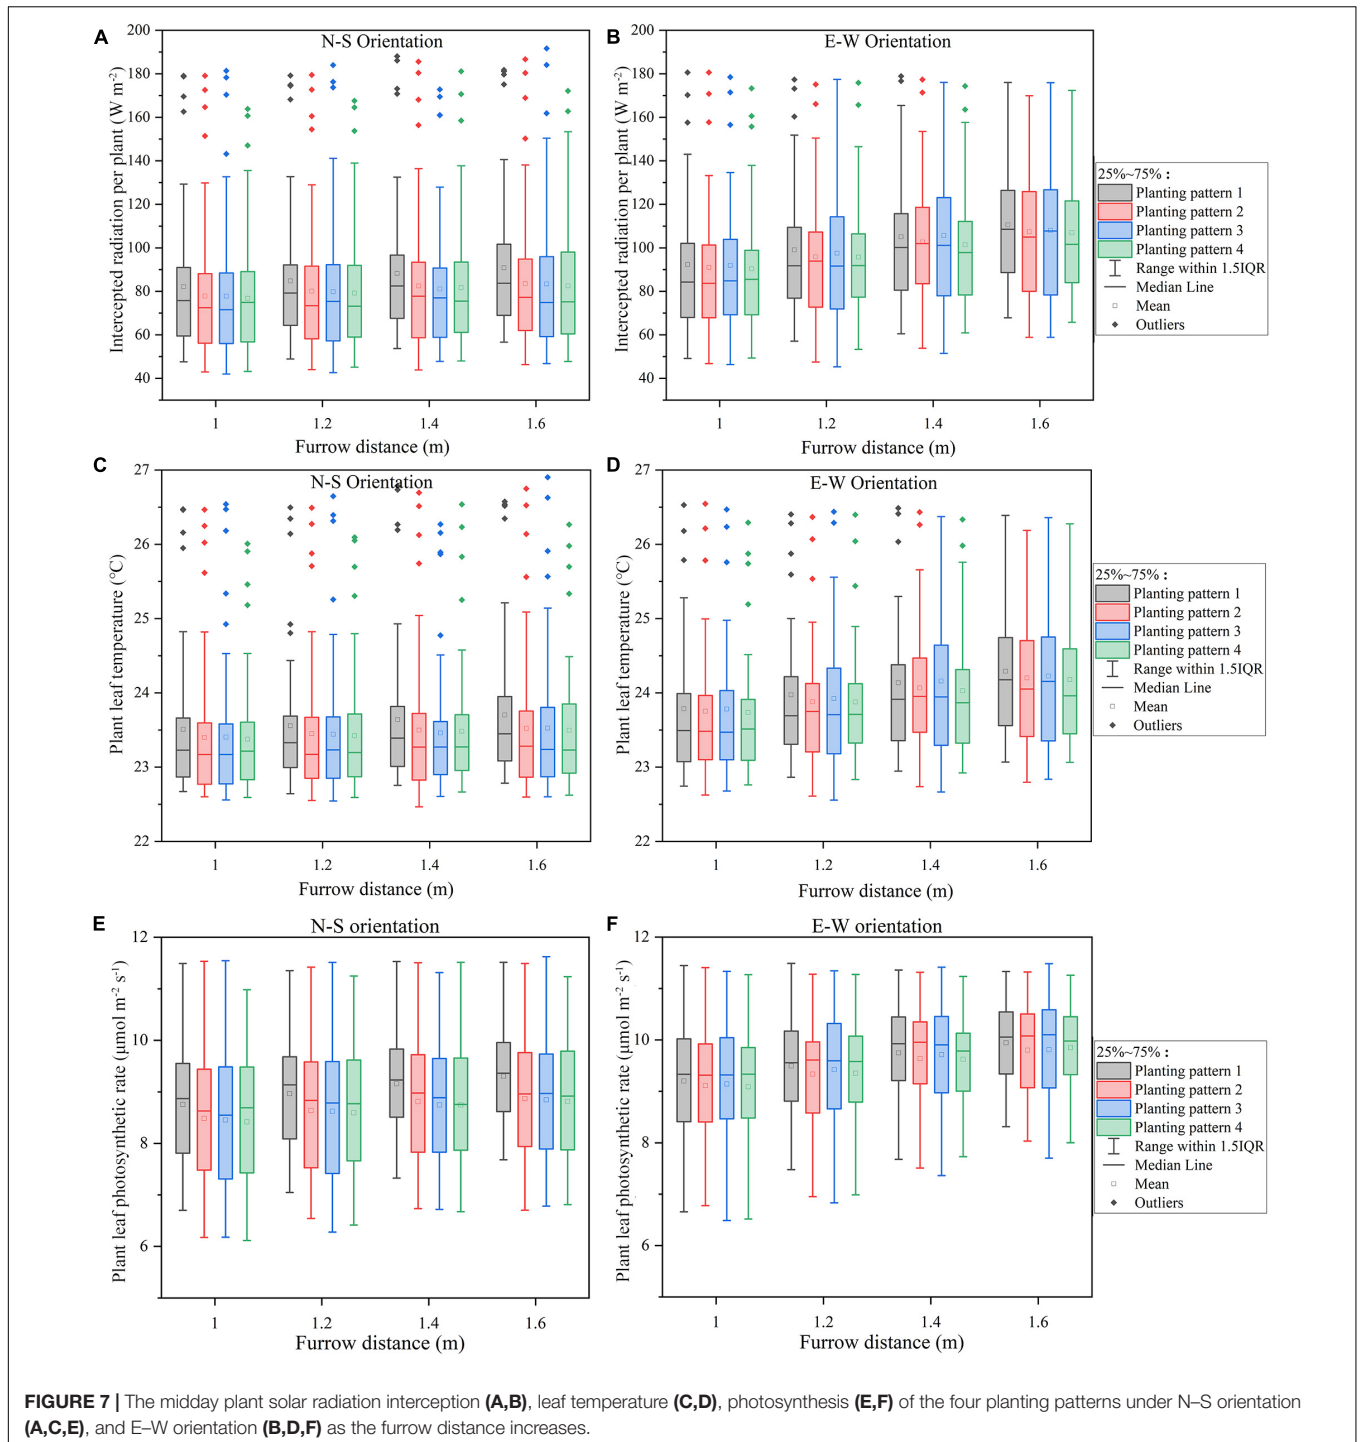 A
N-S Orientation
Intercepted radiation per plant (W m⁻²)
200
180
160
140
120
100
80
60
40
1
1.2
1.4
1.6
Furrow distance (m)
B
E-W Orientation
Intercepted radiation per plant (W m⁻²)
200
180
160
140
120
100
80
60
40
1
1.2
1.4
1.6
Furrow distance (m)
25%~75% :
Planting pattern 1
Planting pattern 2
Planting pattern 3
Planting pattern 4
Range within 1.5IQR
Median Line
Mean
Outliers
C
N-S Orientation
Plant leaf temperature (°C)
27
26
25
24
23
22
1
1.2
1.4
1.6
Furrow distance (m)
D
E-W Orientation
Plant leaf temperature (°C)
27
26
25
24
23
22
1
1.2
1.4
1.6
Furrow distance (m)
25%~75% :
Planting pattern 1
Planting pattern 2
Planting pattern 3
Planting pattern 4
Range within 1.5IQR
Median Line
Mean
Outliers
E
N-S orientation
Plant leaf photosynthetic rate (μmol m⁻² s⁻¹)
12
10
8
6
1
1.2
1.4
1.6
Furrow distance (m)
F
E-W orientation
Plant leaf photosynthetic rate (μmol m⁻² s⁻¹)
12
10
8
6
1
1.2
1.4
1.6
Furrow distance (m)
25%~75% :
Planting pattern 1
Planting pattern 2
Planting pattern 3
Planting pattern 4
Range within 1.5IQR
Median Line
Mean
Outliers
FIGURE 7 | The midday plant solar radiation interception (A,B), leaf temperature (C,D), photosynthesis (E,F) of the four planting patterns under N–S orientation
(A,C,E), and E–W orientation (B,D,F) as the furrow distance increases.